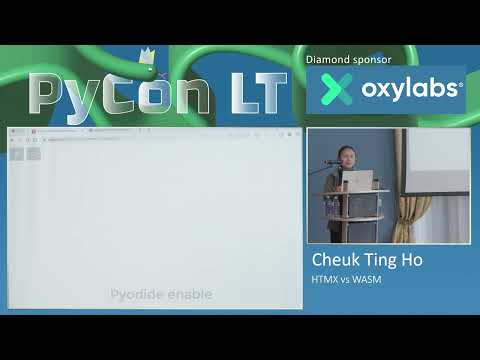 PyCon LT
Diamond sponsor
oxylabs®
Pyodide enable
Cheuk Ting Ho
HTMX vs WASM